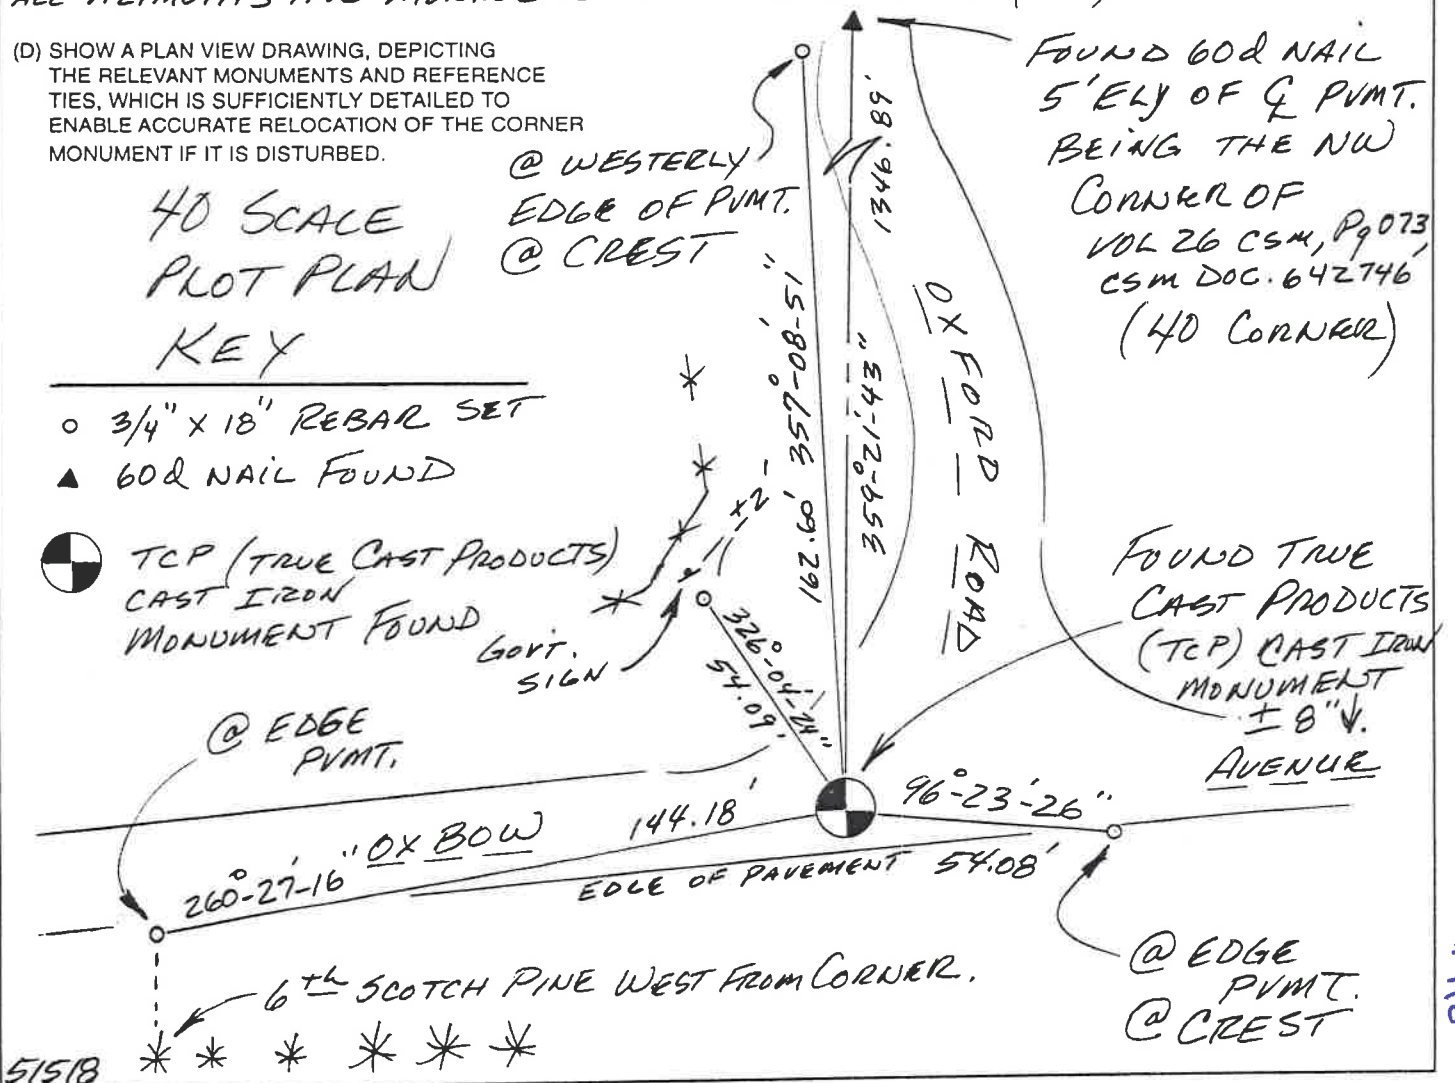 (D) SHOW A PLAN VIEW DRAWING, DEPICTING
THE RELEVANT MONUMENTS AND REFERENCE
TIES, WHICH IS SUFFICIENTLY DETAILED TO
ENABLE ACCURATE RELOCATION OF THE CORNER
MONUMENT IF IT IS DISTURBED.
40 SCALE
PLOT PLAN
KEY
3/4" X 18" REBAR SET
60d NAIL FOUND
TCP (TRUE CAST PRODUCTS)
CAST IRON
MONUMENT FOUND
@ WESTERLY
EDGE OF PVMT.
@ CREST
FOUND 60d NAIL
5' ELY OF ℄ PVMT.
BEING THE NW
CORNER OF
VOL 26 CSM, Pg 073,
CSM DOC. 642746
(40 CORNER)
1346.89'
162.60' 357°-08'-51"
359°-21'-43"
OXFORD ROAD
GOVT.
SIGN
326°-04'-24"
54.09'
FOUND TRUE
CAST PRODUCTS
(TCP) CAST IRON
MONUMENT
± 8" ↓.
AVENUE
@ EDGE
PVMT.
260°-27'-16" OX BOW 144.18'
96°-23'-26"
EDGE OF PAVEMENT 54.08'
@ EDGE
PVMT.
@ CREST
6th SCOTCH PINE WEST FROM CORNER.
51518